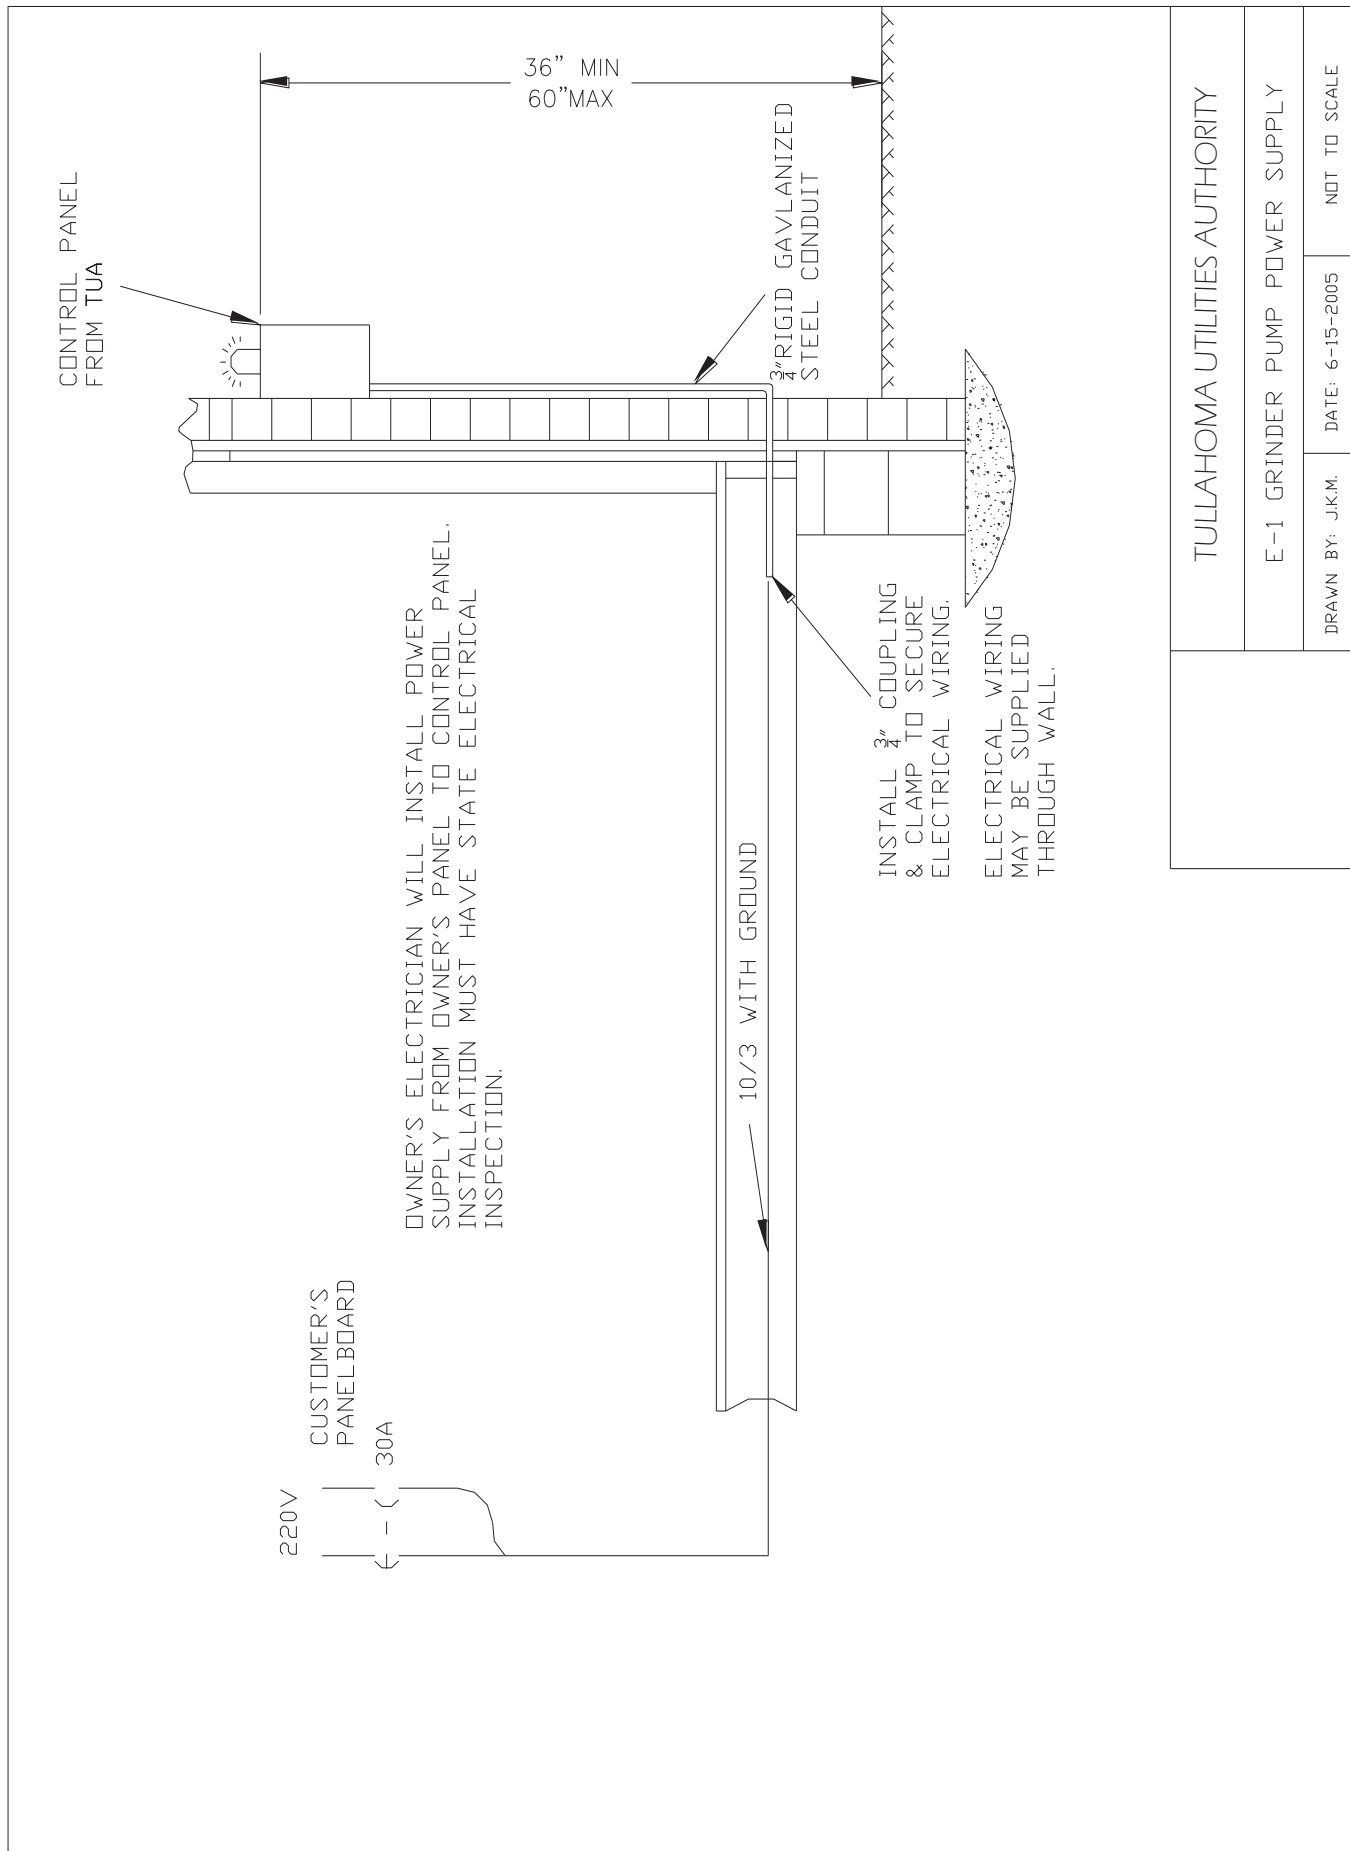 36" MIN
60"MAX
CONTROL PANEL
FROM TUA
¾"RIGID GAVLANIZED
STEEL CONDUIT
OWNER'S ELECTRICIAN WILL INSTALL POWER
SUPPLY FROM OWNER'S PANEL TO CONTROL PANEL.
INSTALLATION MUST HAVE STATE ELECTRICAL
INSPECTION.
INSTALL ¾" COUPLING
& CLAMP TO SECURE
ELECTRICAL WIRING.
ELECTRICAL WIRING
MAY BE SUPPLIED
THROUGH WALL.
10/3 WITH GROUND
CUSTOMER'S
PANELBOARD
30A
220V
TULLAHOMA UTILITIES AUTHORITY
E-1 GRINDER PUMP POWER SUPPLY
DRAWN BY: J.K.M.
DATE: 6-15-2005
NOT TO SCALE